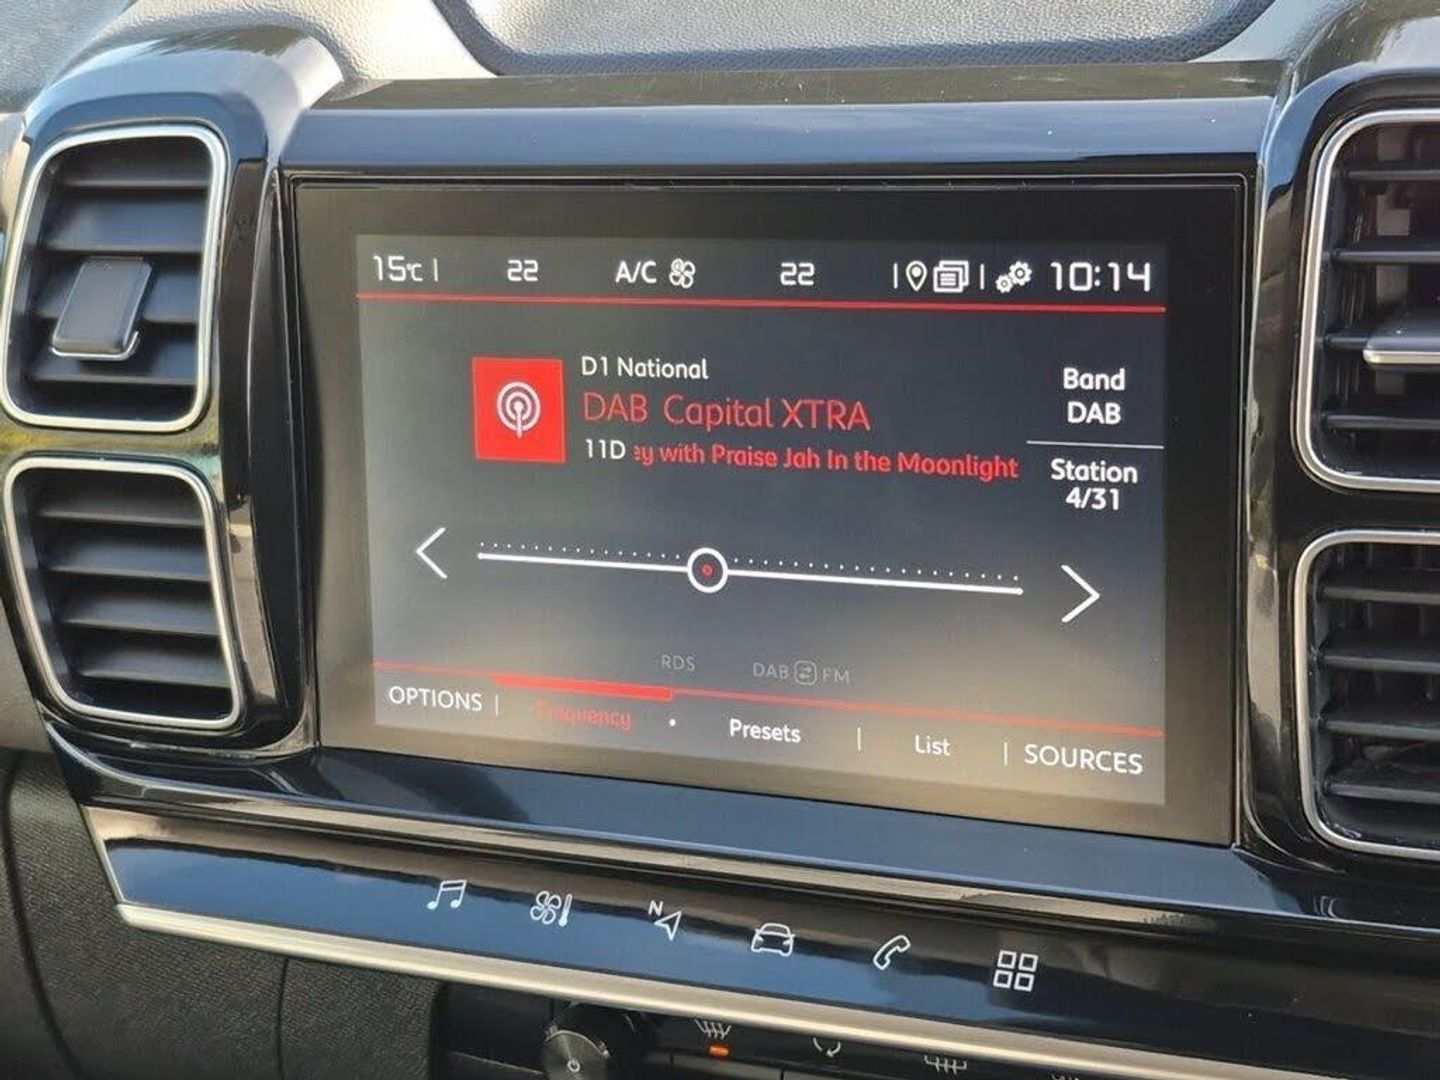 15°C | 22 A/C 22 | | 10:14
D1 National
DAB Capital XTRA
11D ey with Praise Jah In the Moonlight
Band
DAB
Station
4/31
RDS DAB FM
OPTIONS | Frequency • Presets | List | SOURCES
N